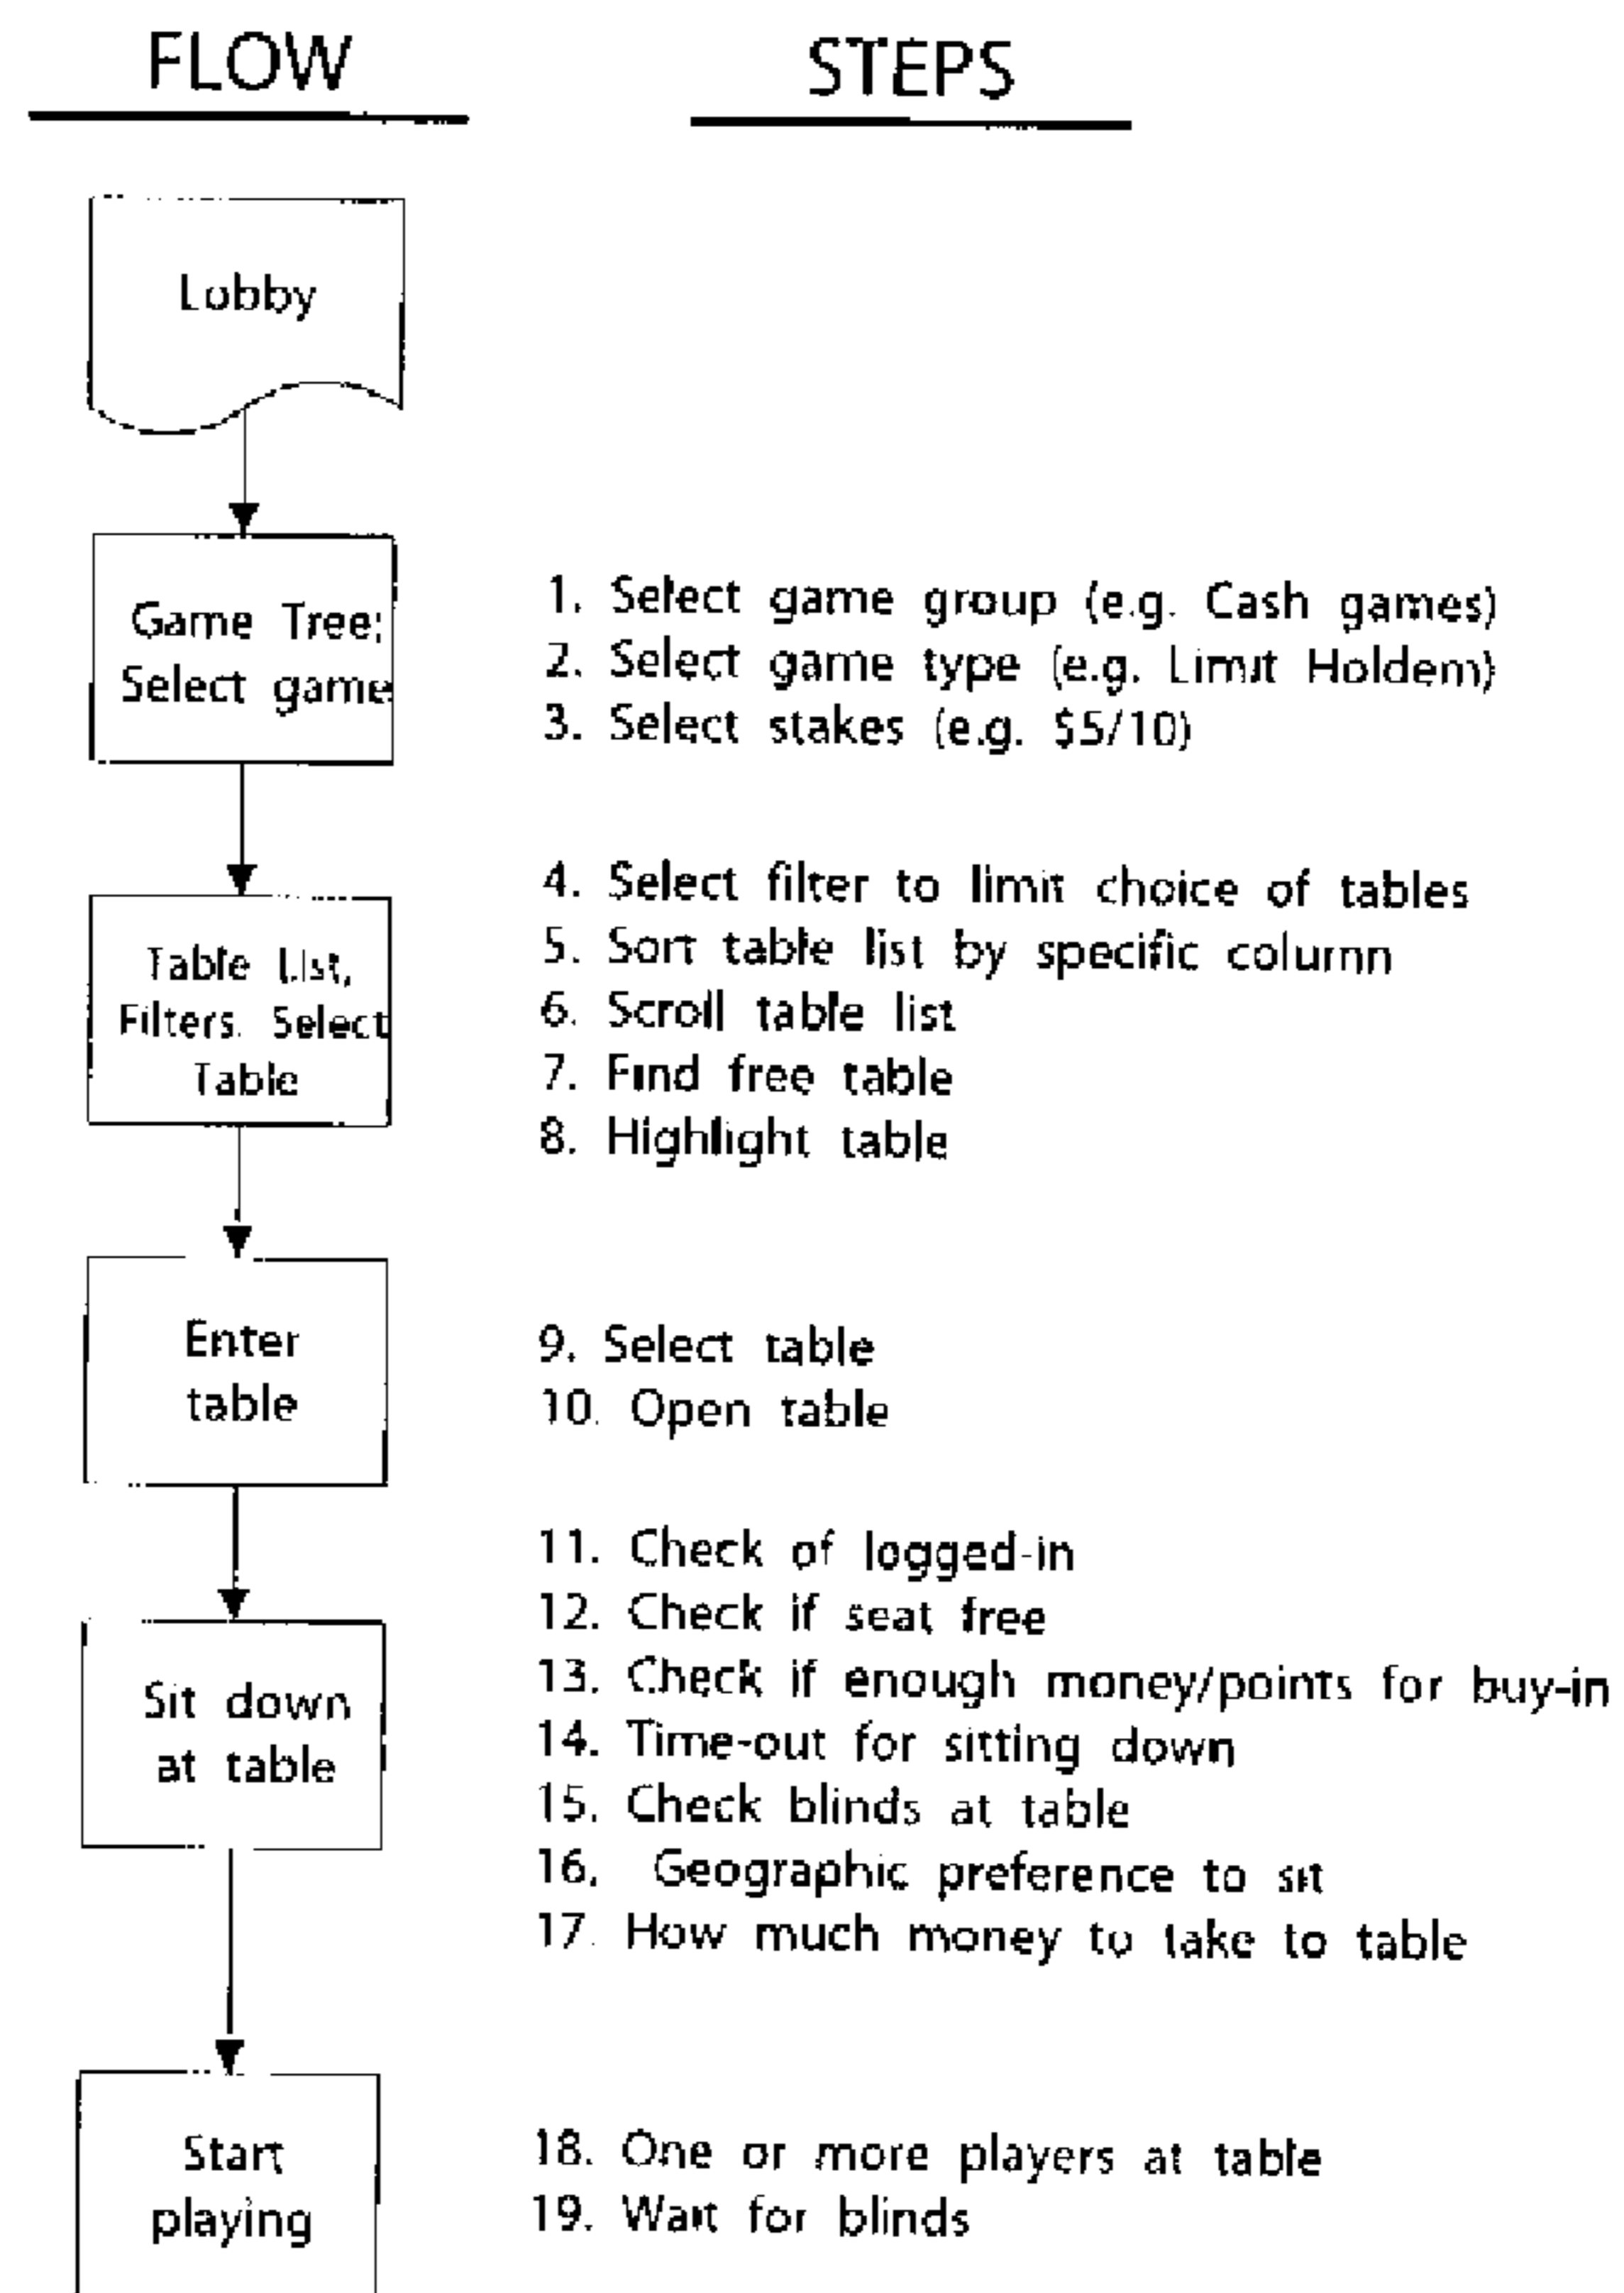 FLOW
STEPS
Lobby
Game Tree;
Select game
1. Select game group (e.g. Cash games)
2. Select game type (e.g. Limit Holdem)
3. Select stakes (e.g. $5/10)
Table List,
Filters. Select
Table
4. Select filter to limit choice of tables
5. Sort table list by specific column
6. Scroll table list
7. Find free table
8. Highlight table
Enter
table
9. Select table
10. Open table
Sit down
at table
11. Check of logged-in
12. Check if seat free
13. Check if enough money/points for buy-in
14. Time-out for sitting down
15. Check blinds at table
16. Geographic preference to sit
17. How much money to take to table
Start
playing
18. One or more players at table
19. Wait for blinds